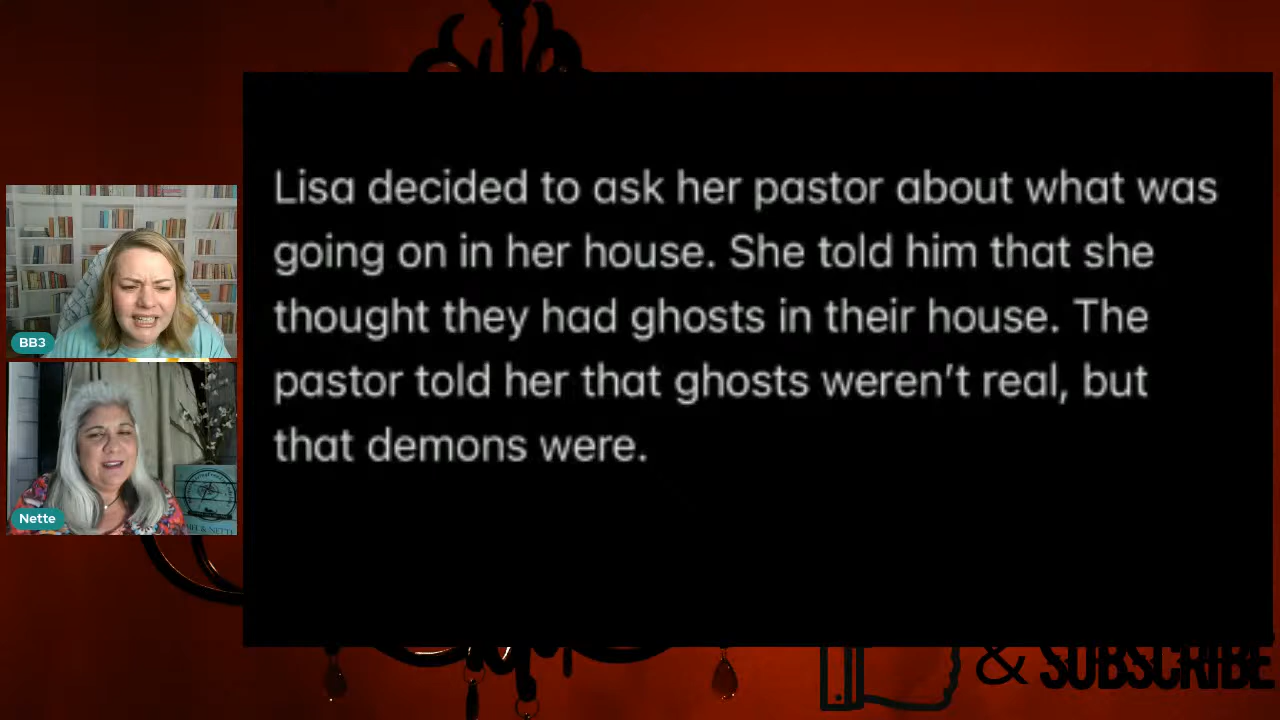 Lisa decided to ask her pastor about what was
going on in her house. She told him that she
thought they had ghosts in their house. The
pastor told her that ghosts weren't real, but
that demons were.
BB3
Nette
& SUBSCRIBE